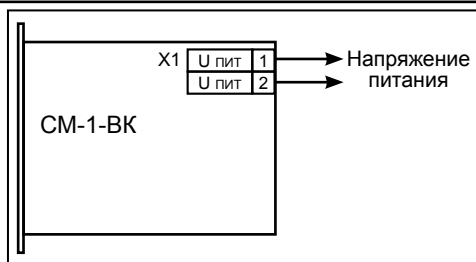 X1 U пит 1 Напряжение
U пит 2 питания
СМ-1-ВК